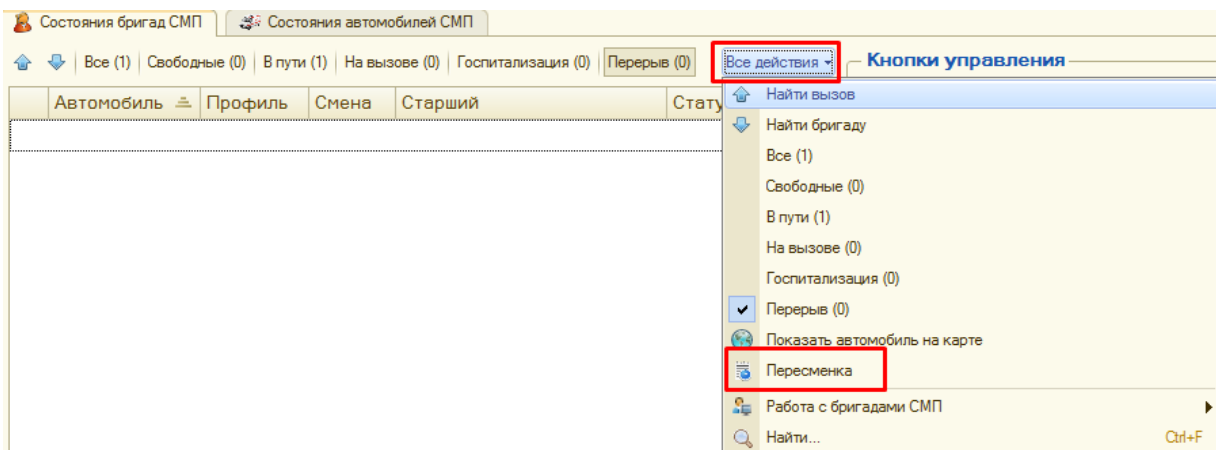 Состояния бригад СМП Состояния автомобилей СМП
Все (1) Свободные (0) В пути (1) На вызове (0) Госпитализация (0) Перерыв (0) Все действия Кнопки управления
Автомобиль Профиль Смена Старший Стату
Найти вызов
Найти бригаду
Все (1)
Свободные (0)
В пути (1)
На вызове (0)
Госпитализация (0)
Перерыв (0)
Показать автомобиль на карте
Пересменка
Работа с бригадами СМП
Найти... Ctrl+F